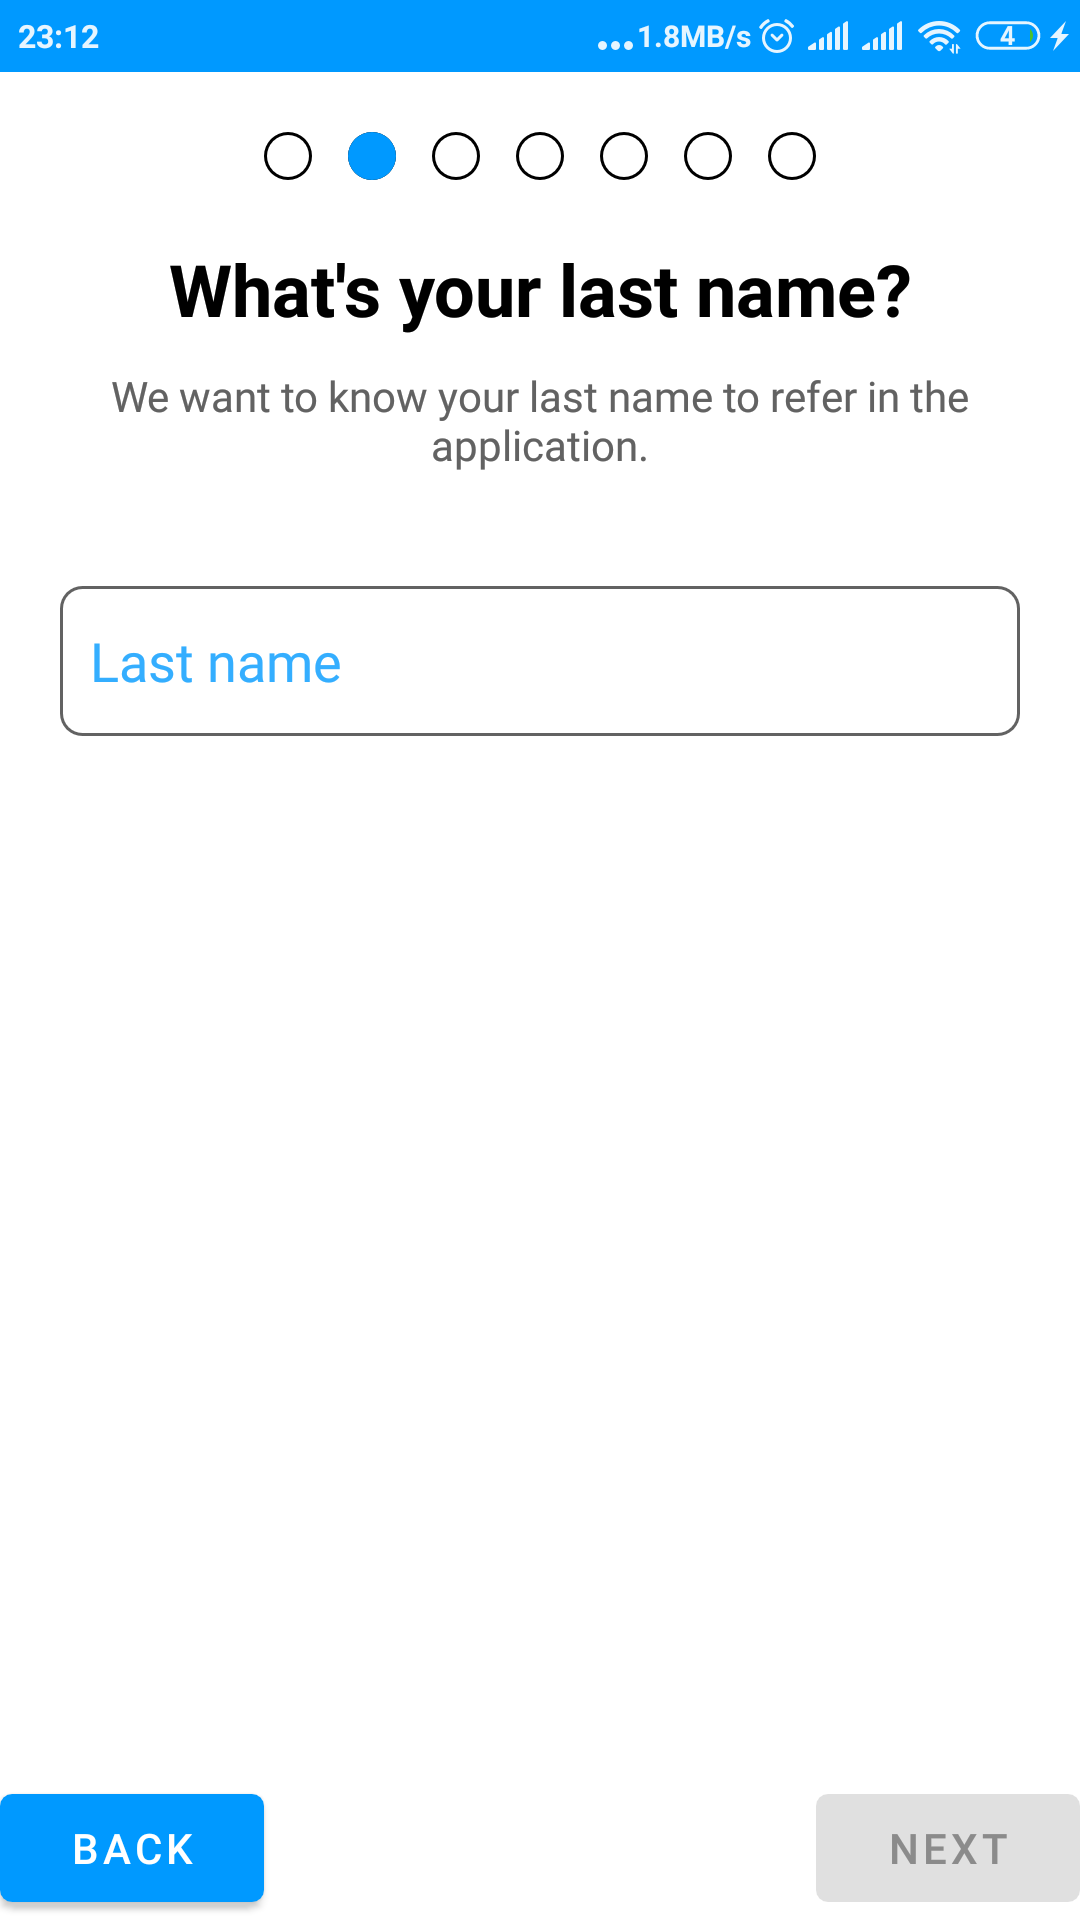 23:12
...1.8MB/s 4
What's your last name?
We want to know your last name to refer in the
application.
Last name
BACK
NEXT